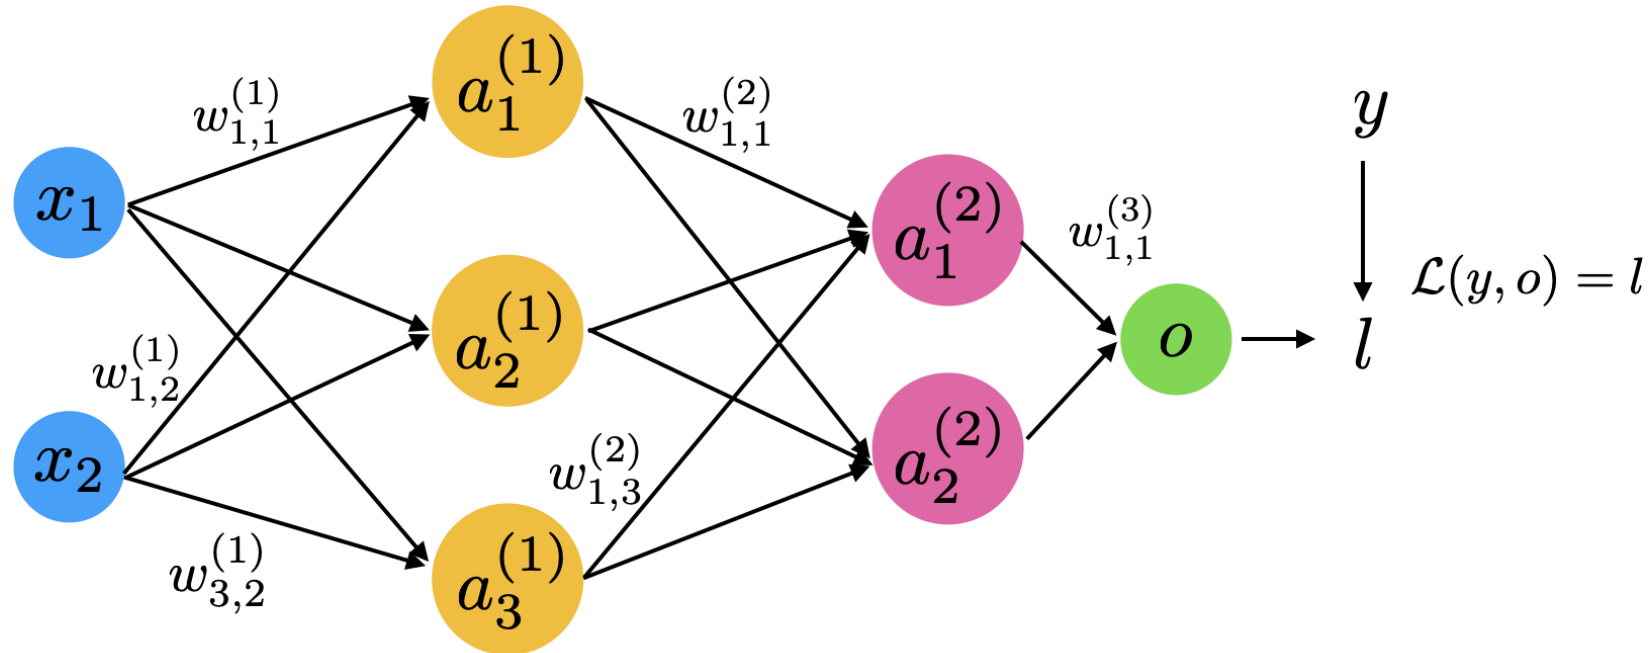 x_1
x_2
w_{1,1}^{(1)}
w_{1,2}^{(1)}
w_{3,2}^{(1)}
a_1^{(1)}
a_2^{(1)}
a_3^{(1)}
w_{1,1}^{(2)}
w_{1,3}^{(2)}
a_1^{(2)}
a_2^{(2)}
w_{1,1}^{(3)}
o
y
l
ℒ(y, o) = l